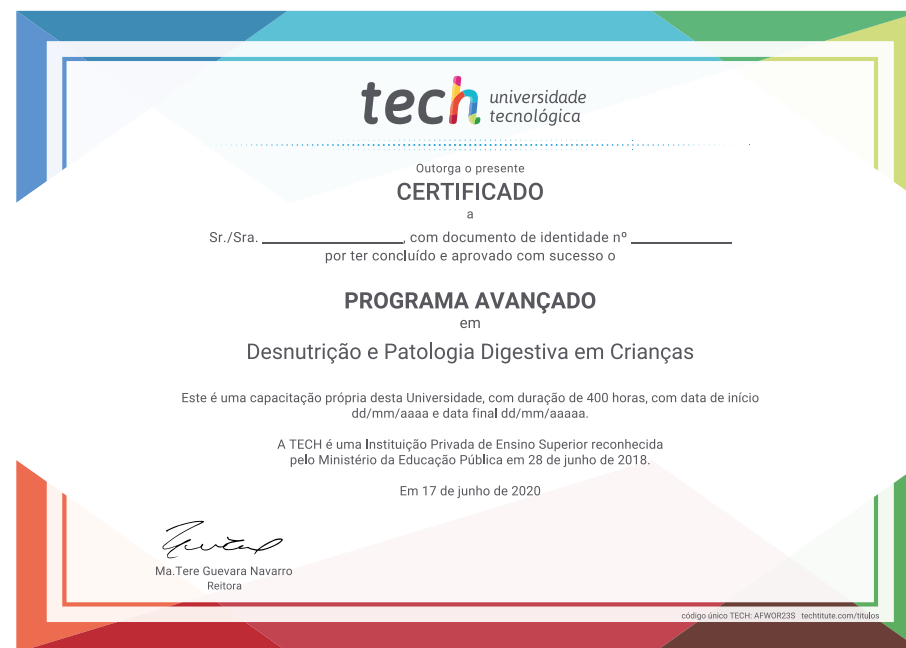 tech universidade
tecnológica
Outorga o presente
CERTIFICADO
a
Sr./Sra. ________________, com documento de identidade nº ____________
por ter concluído e aprovado com sucesso o
PROGRAMA AVANÇADO
em
Desnutrição e Patologia Digestiva em Crianças
Este é uma capacitação própria desta Universidade, com duração de 400 horas, com data de início
dd/mm/aaaa e data final dd/mm/aaaaa.
A TECH é uma Instituição Privada de Ensino Superior reconhecida
pelo Ministério da Educação Pública em 28 de junho de 2018.
Em 17 de junho de 2020
Ma.Tere Guevara Navarro
Reitora
código único TECH: AFWOR23S techtitute.com/titulos